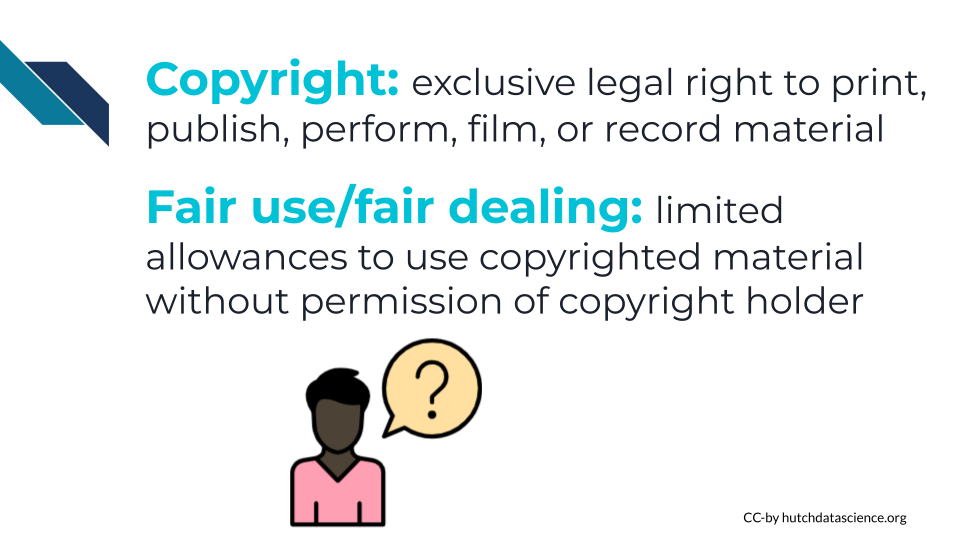 Copyright: exclusive legal right to print,
publish, perform, film, or record material
Fair use/fair dealing: limited
allowances to use copyrighted material
without permission of copyright holder
?
CC-by hutchdatascience.org